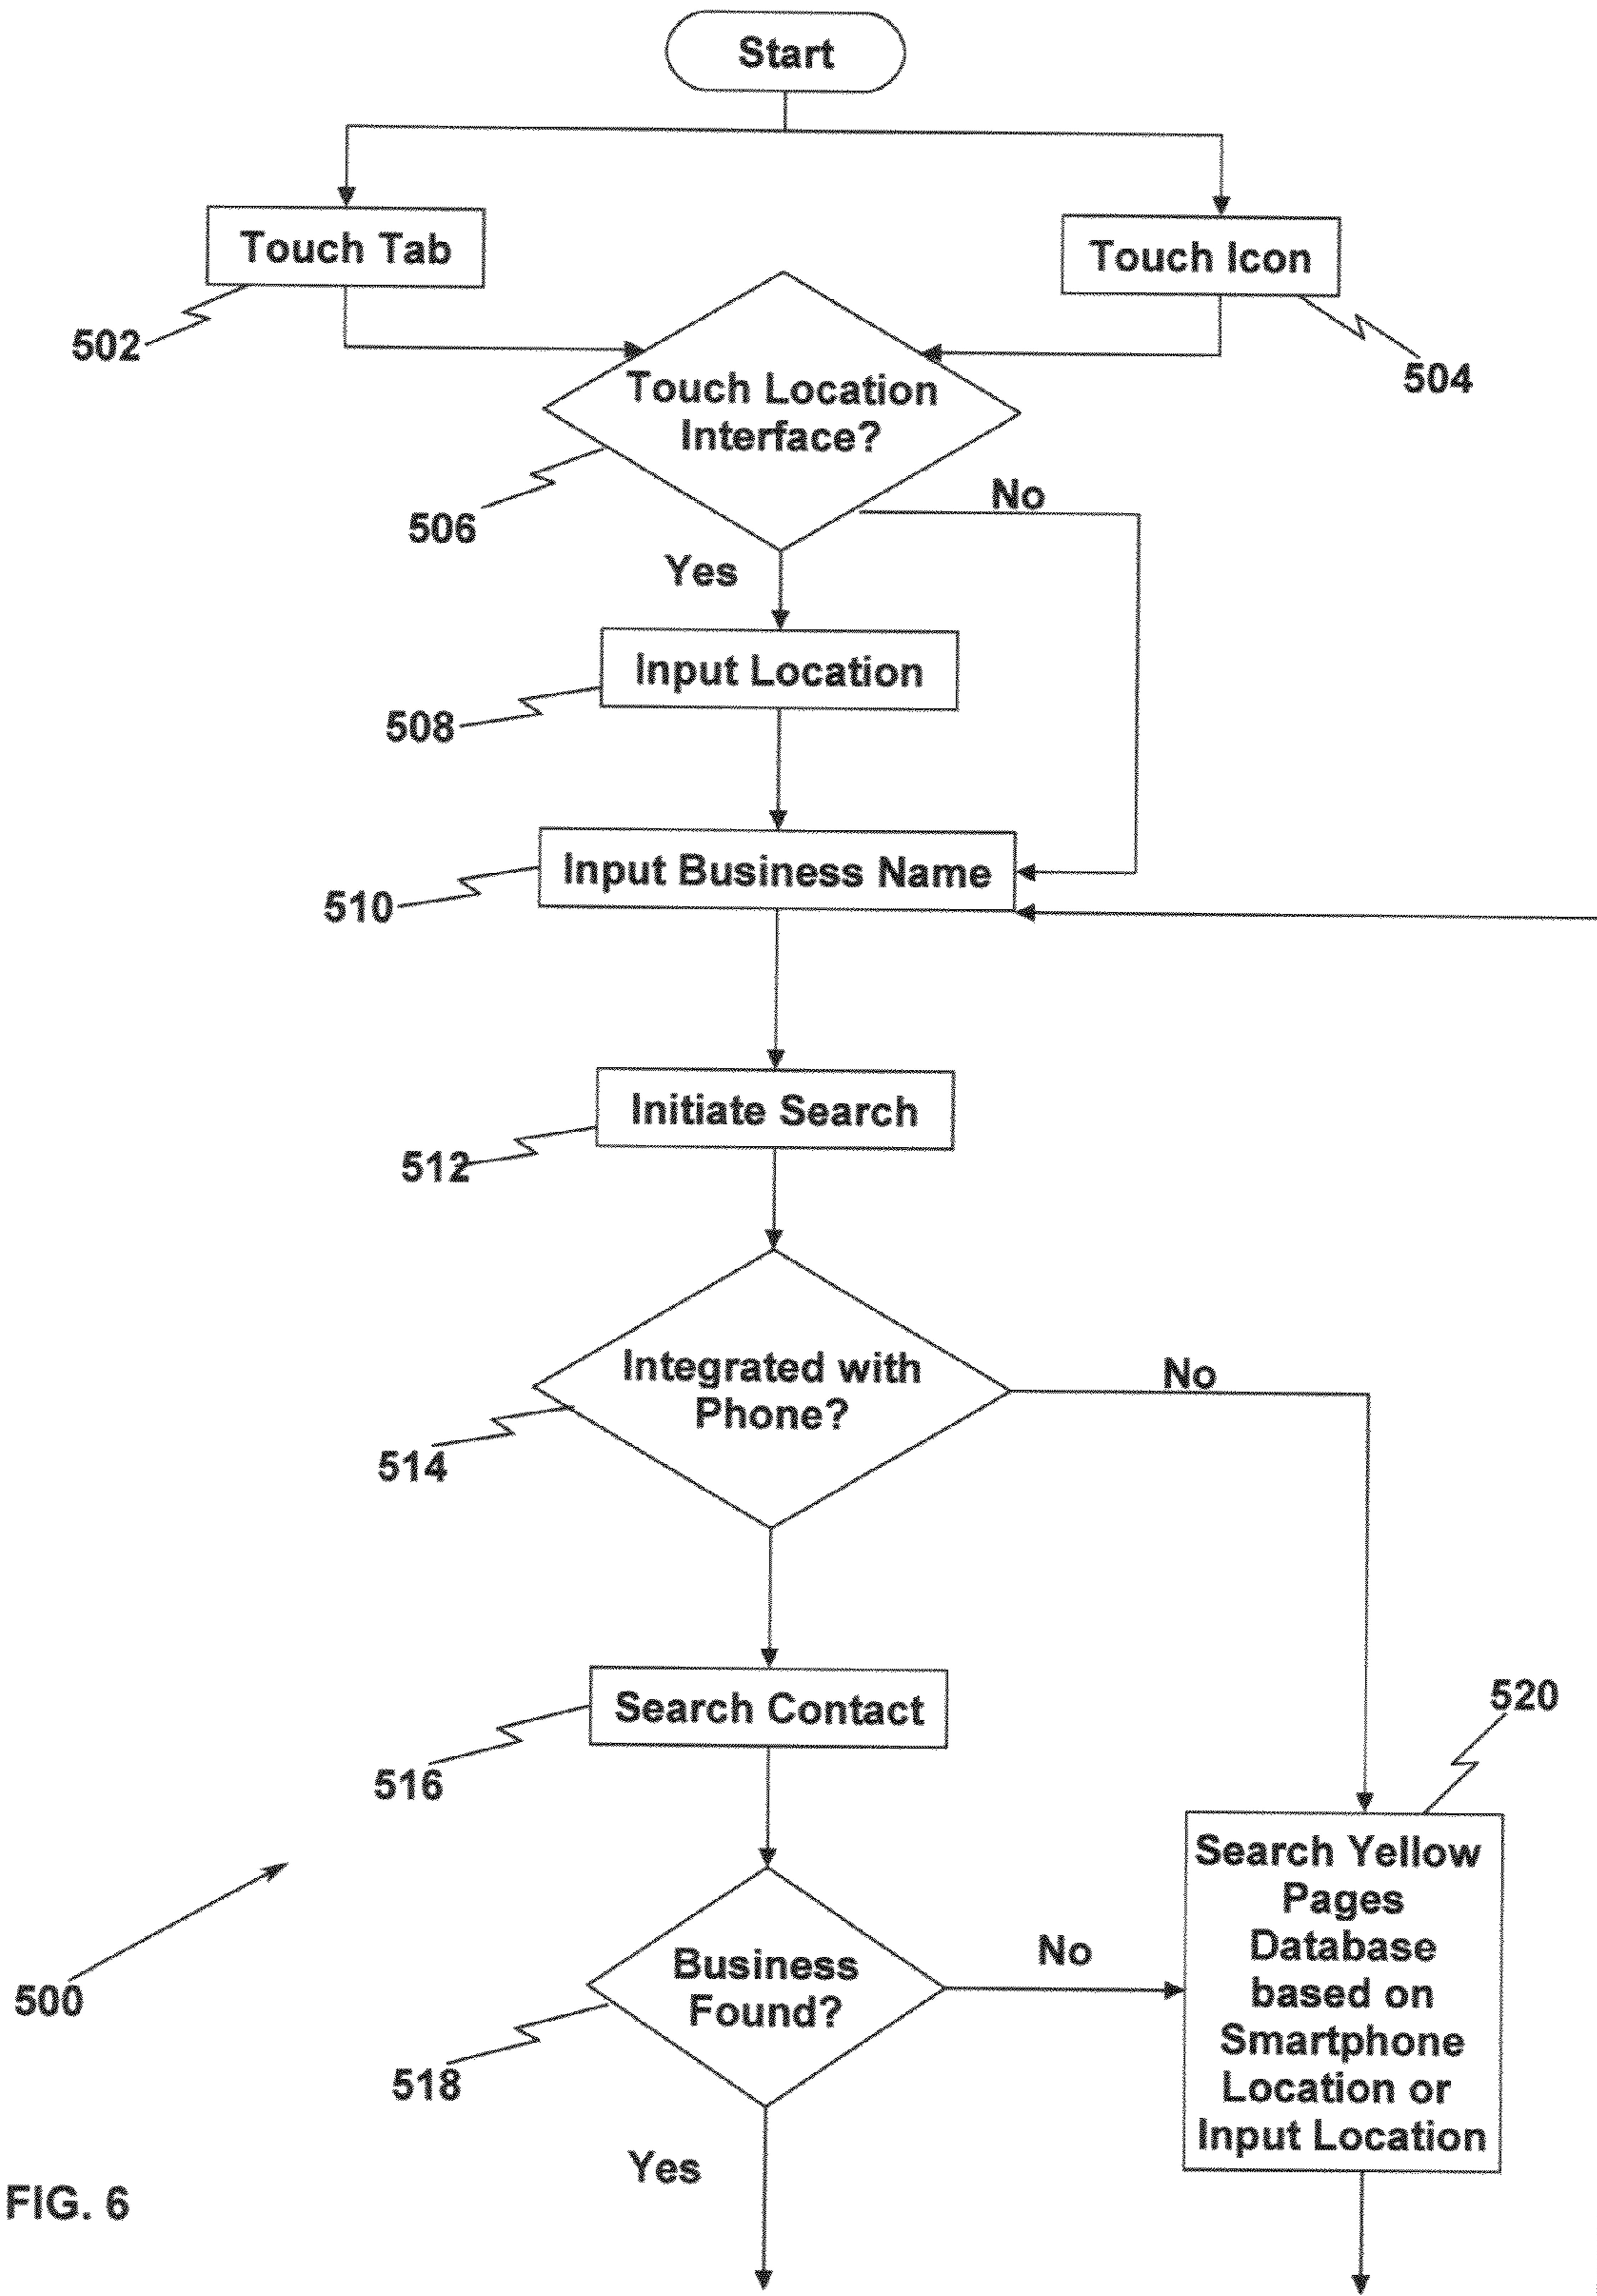 Start
Touch Tab
Touch Icon
502
504
Touch Location
Interface?
506
No
Yes
Input Location
508
Input Business Name
510
Initiate Search
512
Integrated with
Phone?
No
514
Search Contact
516
520
Search Yellow
Pages
Database
based on
Smartphone
Location or
Input Location
Business
Found?
No
500
518
Yes
FIG. 6